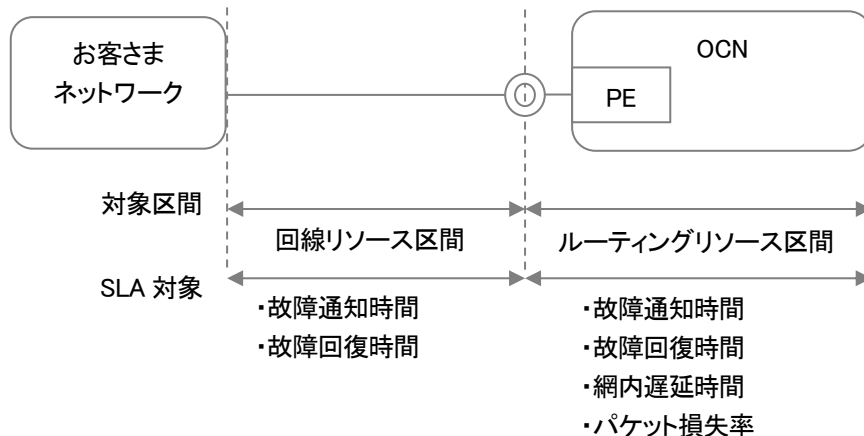 お客さま
ネットワーク
OCN
PE
対象区間
回線リソース区間
ルーティングリソース区間
SLA 対象
・故障通知時間
・故障回復時間
・故障通知時間
・故障回復時間
・網内遅延時間
・パケット損失率